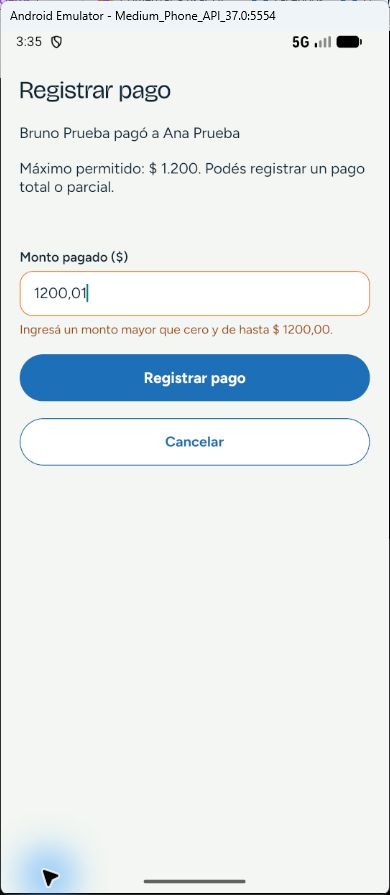 Android Emulator - Medium_Phone_API_37.0:5554
3:35
5G
Registrar pago
Bruno Prueba pagó a Ana Prueba
Máximo permitido: $ 1.200. Podés registrar un pago
total o parcial.
Monto pagado ($)
1200,01
Ingresá un monto mayor que cero y de hasta $ 1200,00.
Registrar pago
Cancelar